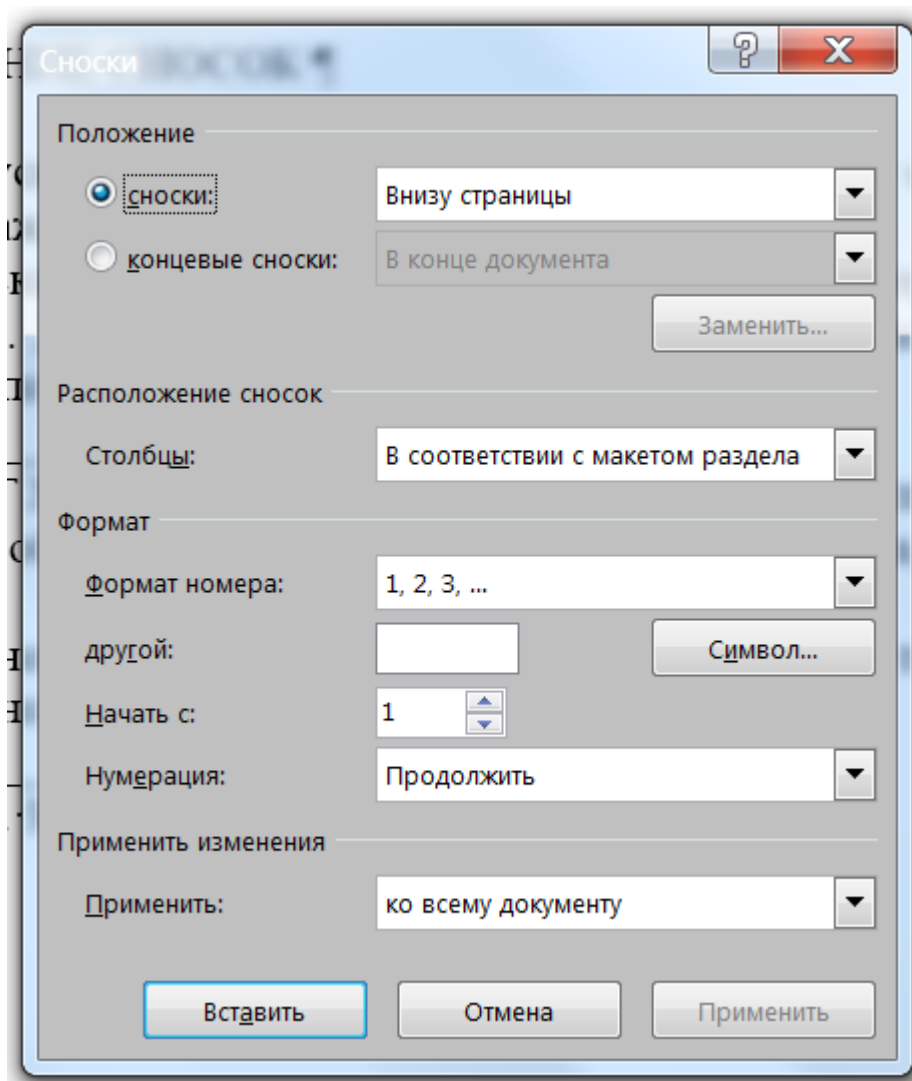 Сноски
Положение
сноски: Внизу страницы
концевые сноски: В конце документа
Заменить...
Расположение сносок
Столбцы: В соответствии с макетом раздела
Формат
Формат номера: 1, 2, 3, ...
другой: Символ...
Начать с: 1
Нумерация: Продолжить
Применить изменения
Применить: ко всему документу
Вставить Отмена Применить